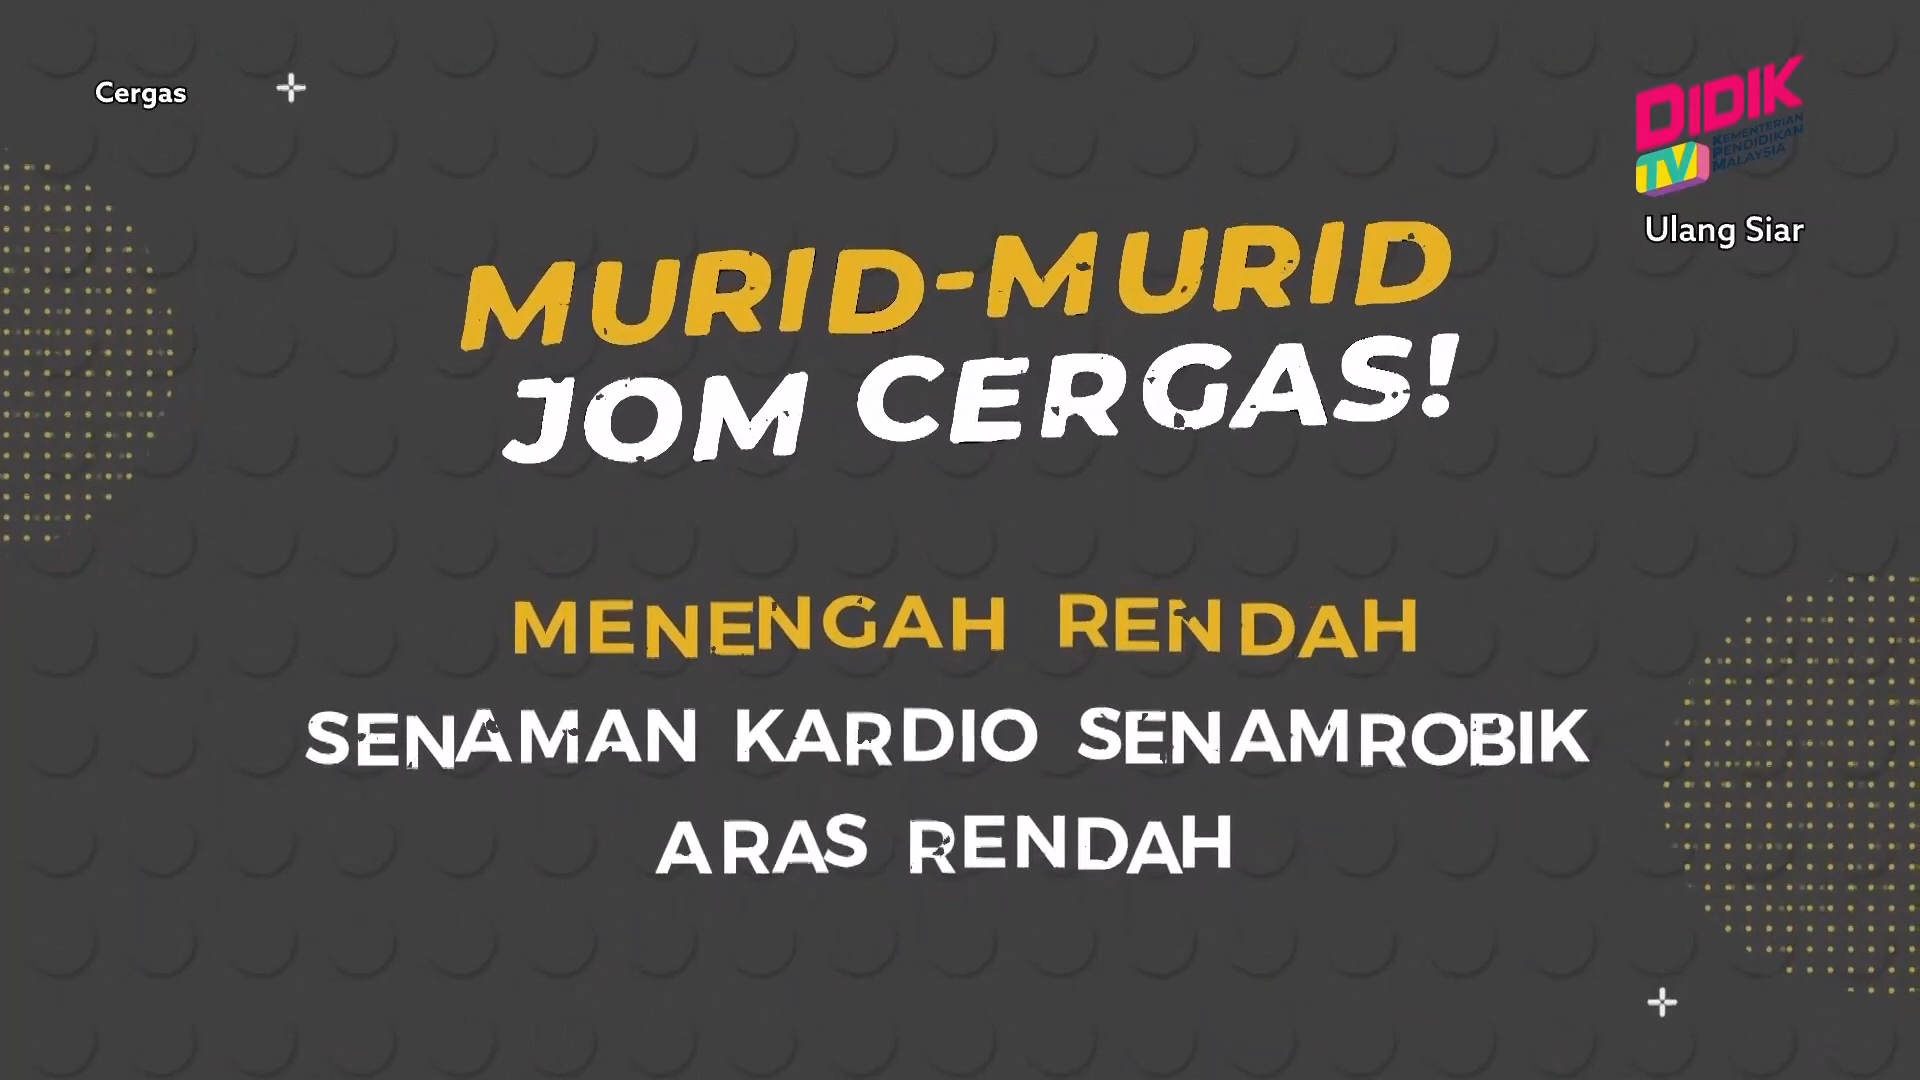 Cergas
DIDIK
TV
KEMENTERIAN
PENDIDIKAN
MALAYSIA
Ulang Siar
MURID-MURID
JOM CERGAS!
MENENGAH RENDAH
SENAMAN KARDIO SENAMROBIK
ARAS RENDAH